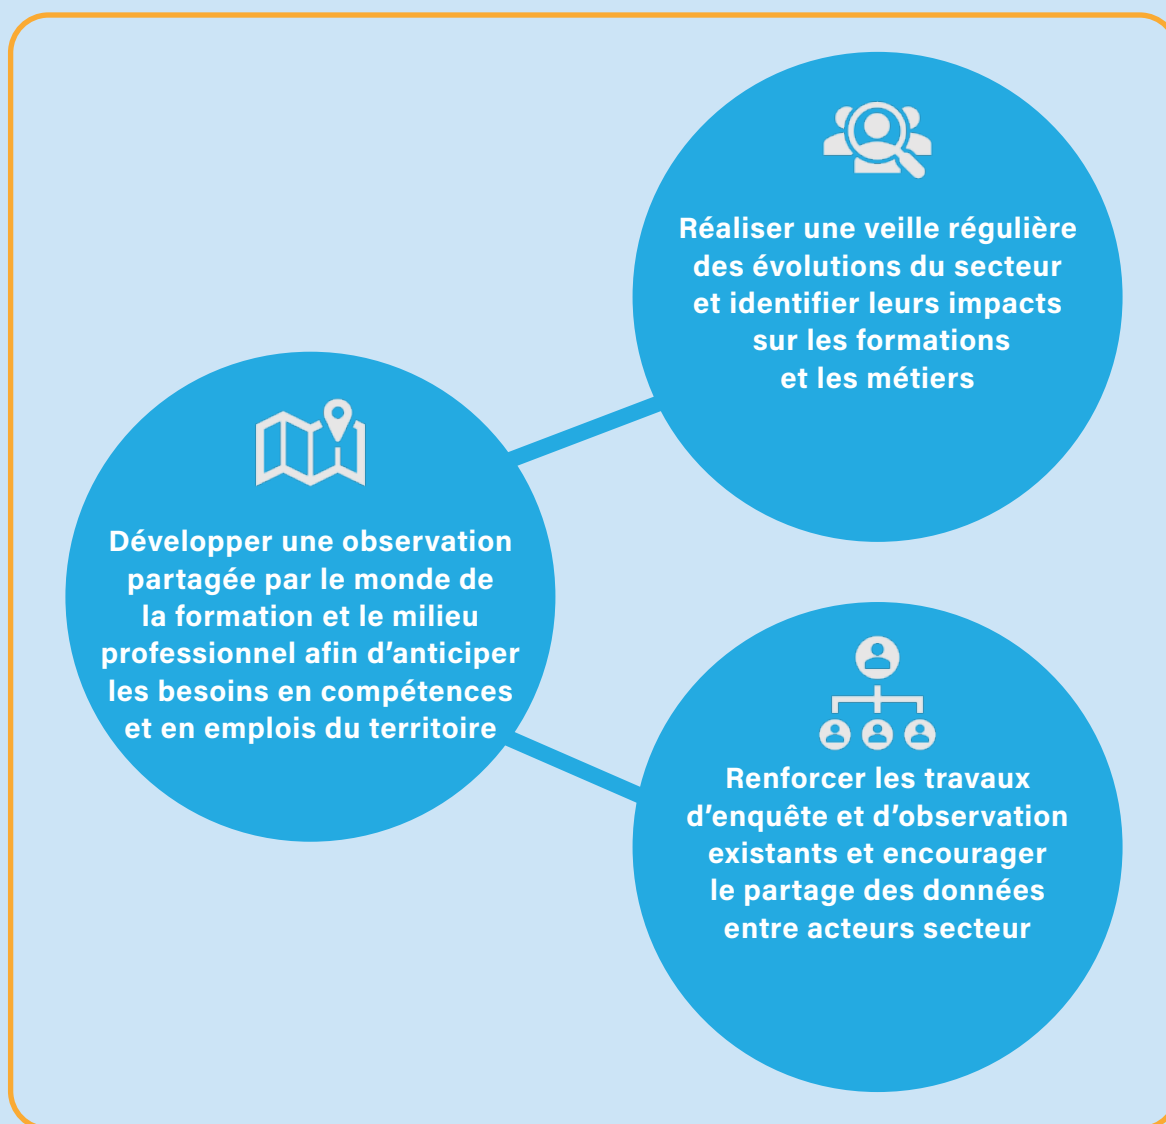 Développer une observation
partagée par le monde de
la formation et le milieu
professionnel afin d'anticiper
les besoins en compétences
et en emplois du territoire
Réaliser une veille régulière
des évolutions du secteur
et identifier leurs impacts
sur les formations
et les métiers
Renforcer les travaux
d'enquête et d'observation
existants et encourager
le partage des données
entre acteurs secteur